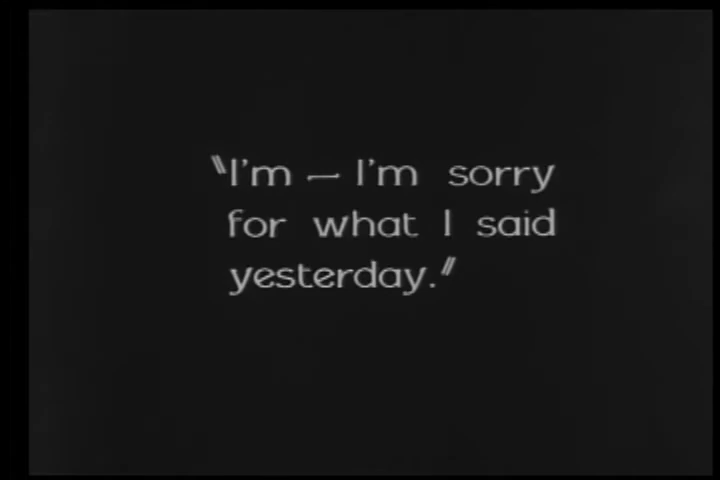 "I'm — I'm sorry
for what I said
yesterday."